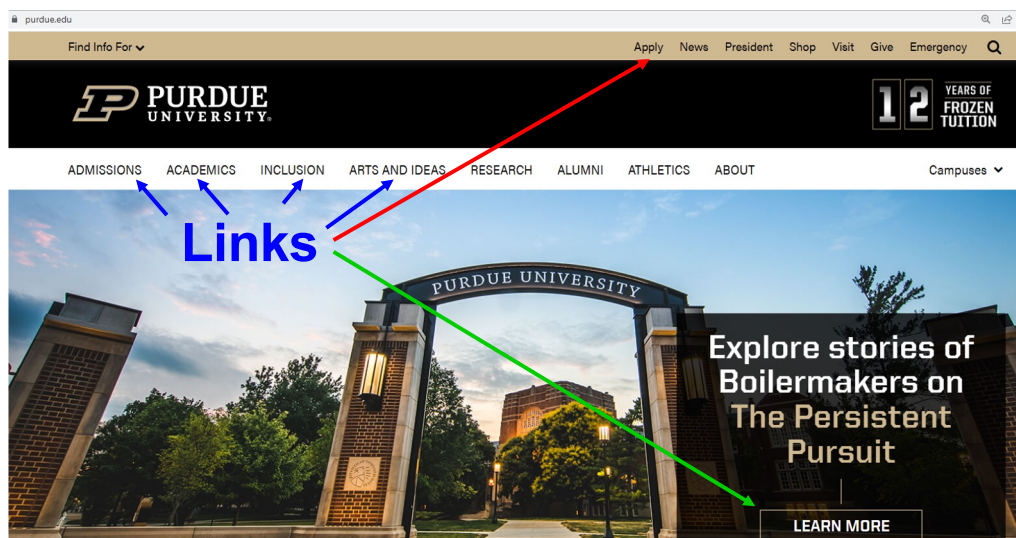 purdue.edu
Find Info For Apply News President Shop Visit Give Emergency
PURDUE
UNIVERSITY®
12
YEARS OF
FROZEN
TUITION
ADMISSIONS ACADEMICS INCLUSION ARTS AND IDEAS RESEARCH ALUMNI ATHLETICS ABOUT Campuses
Links
PURDUE UNIVERSITY
Explore stories of
Boilermakers on
The Persistent
Pursuit
LEARN MORE